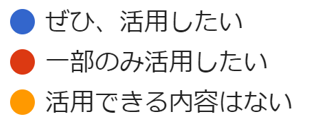 ぜひ、活用したい
一部のみ活用したい
活用できる内容はない